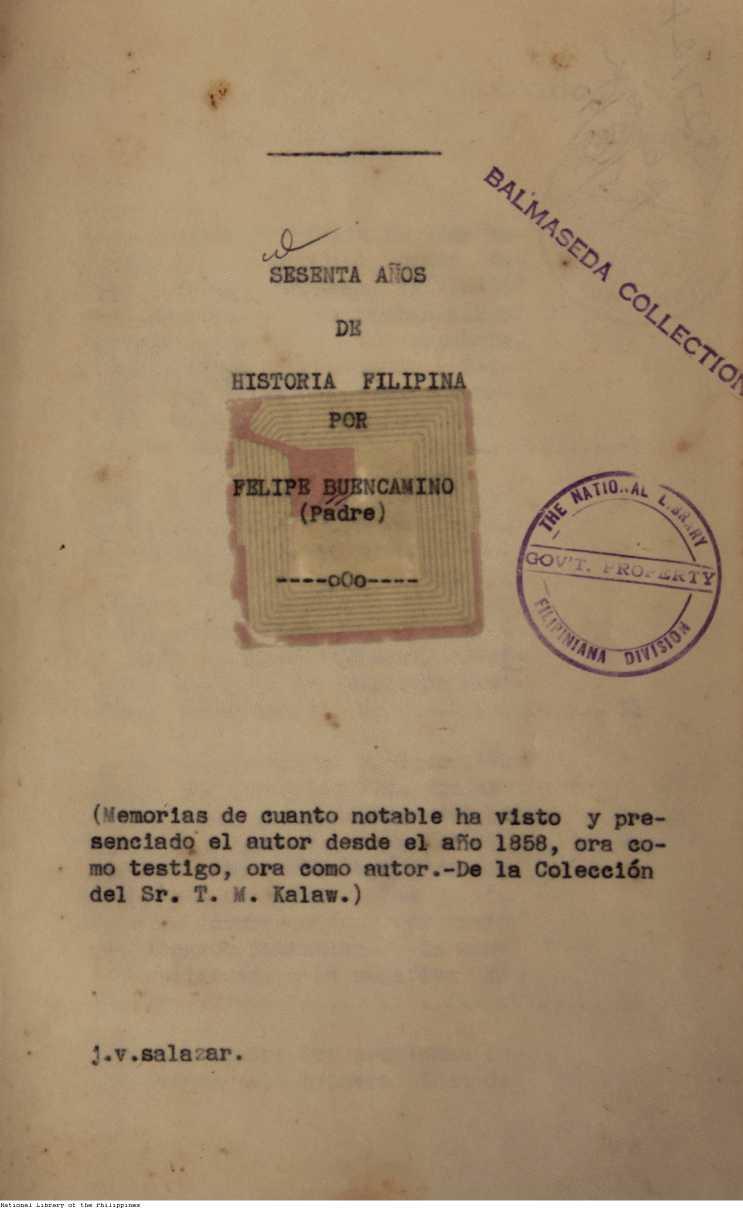 BALMASEDA COLLECTION
SESENTA AÑOS
DE
HISTORIA FILIPINA
POR
FELIPE BUENCAMINO
(Padre)
----oOo----
THE NATIONAL LIBRARY
GOV'T. PROPERTY
FILIPINIANA DIVISION
(Memorias de cuanto notable ha visto y pre-
senciado el autor desde el año 1858, ora co-
mo testigo, ora como autor.-De la Colección
del Sr. T. M. Kalaw.)
j.v.salazar.
National Library of the Philippines